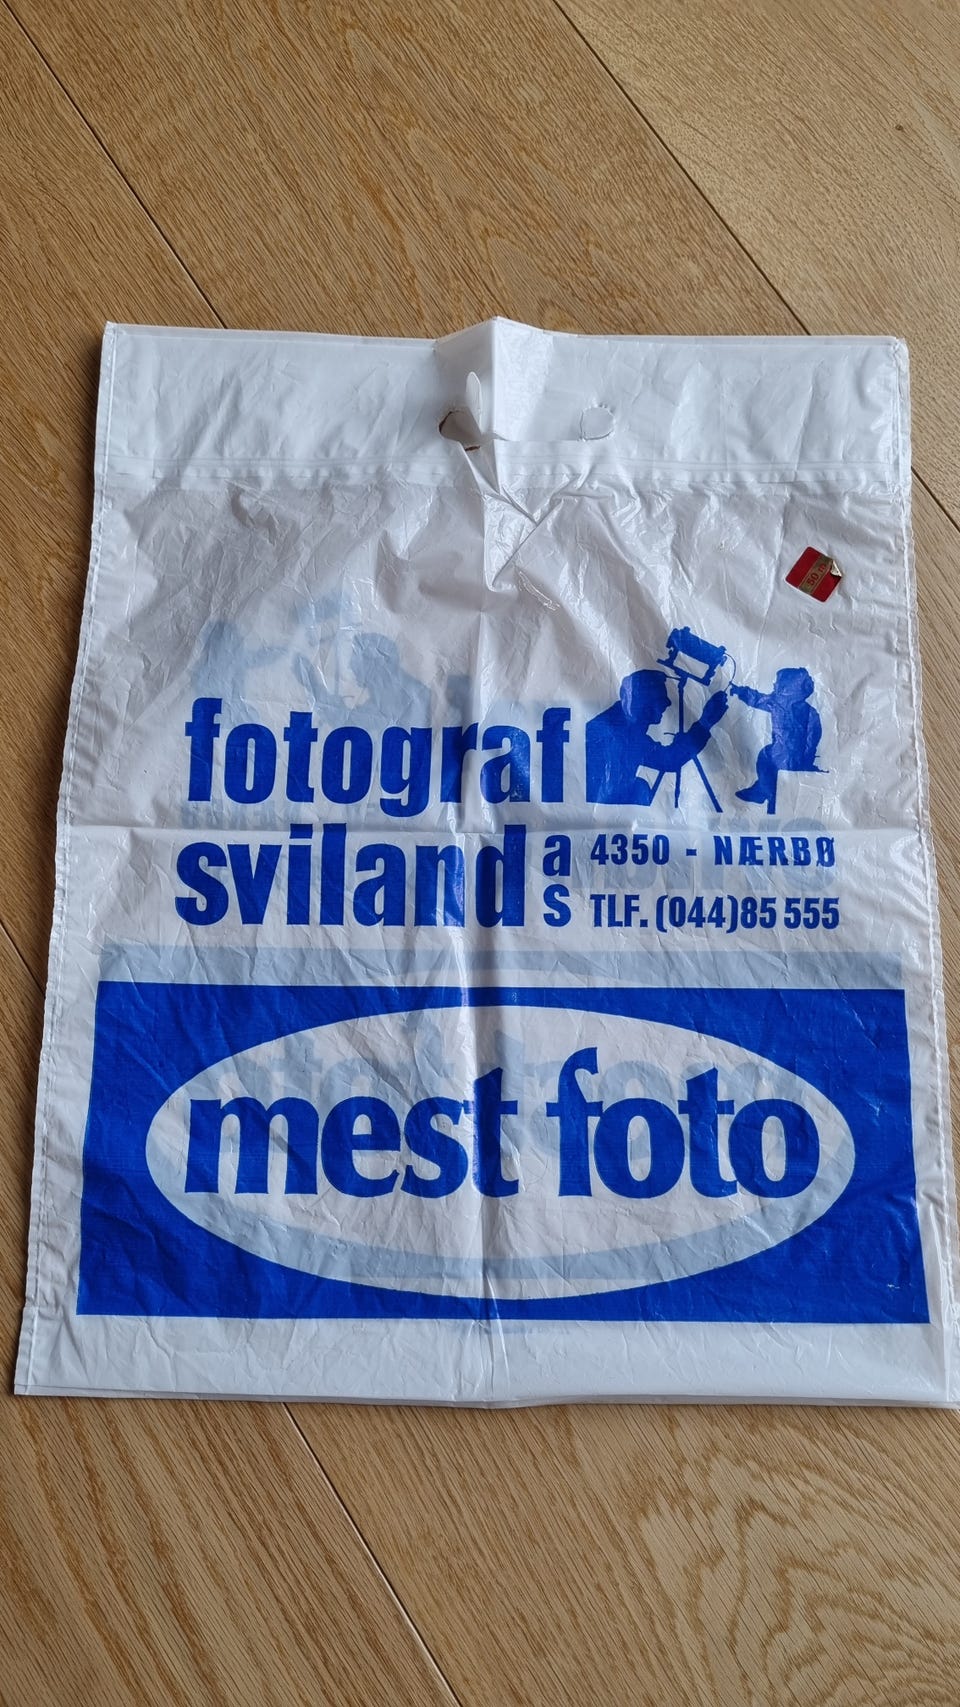 fotograf
sviland as
4350 - NÆRBØ
TLF. (044)85 555
mest foto